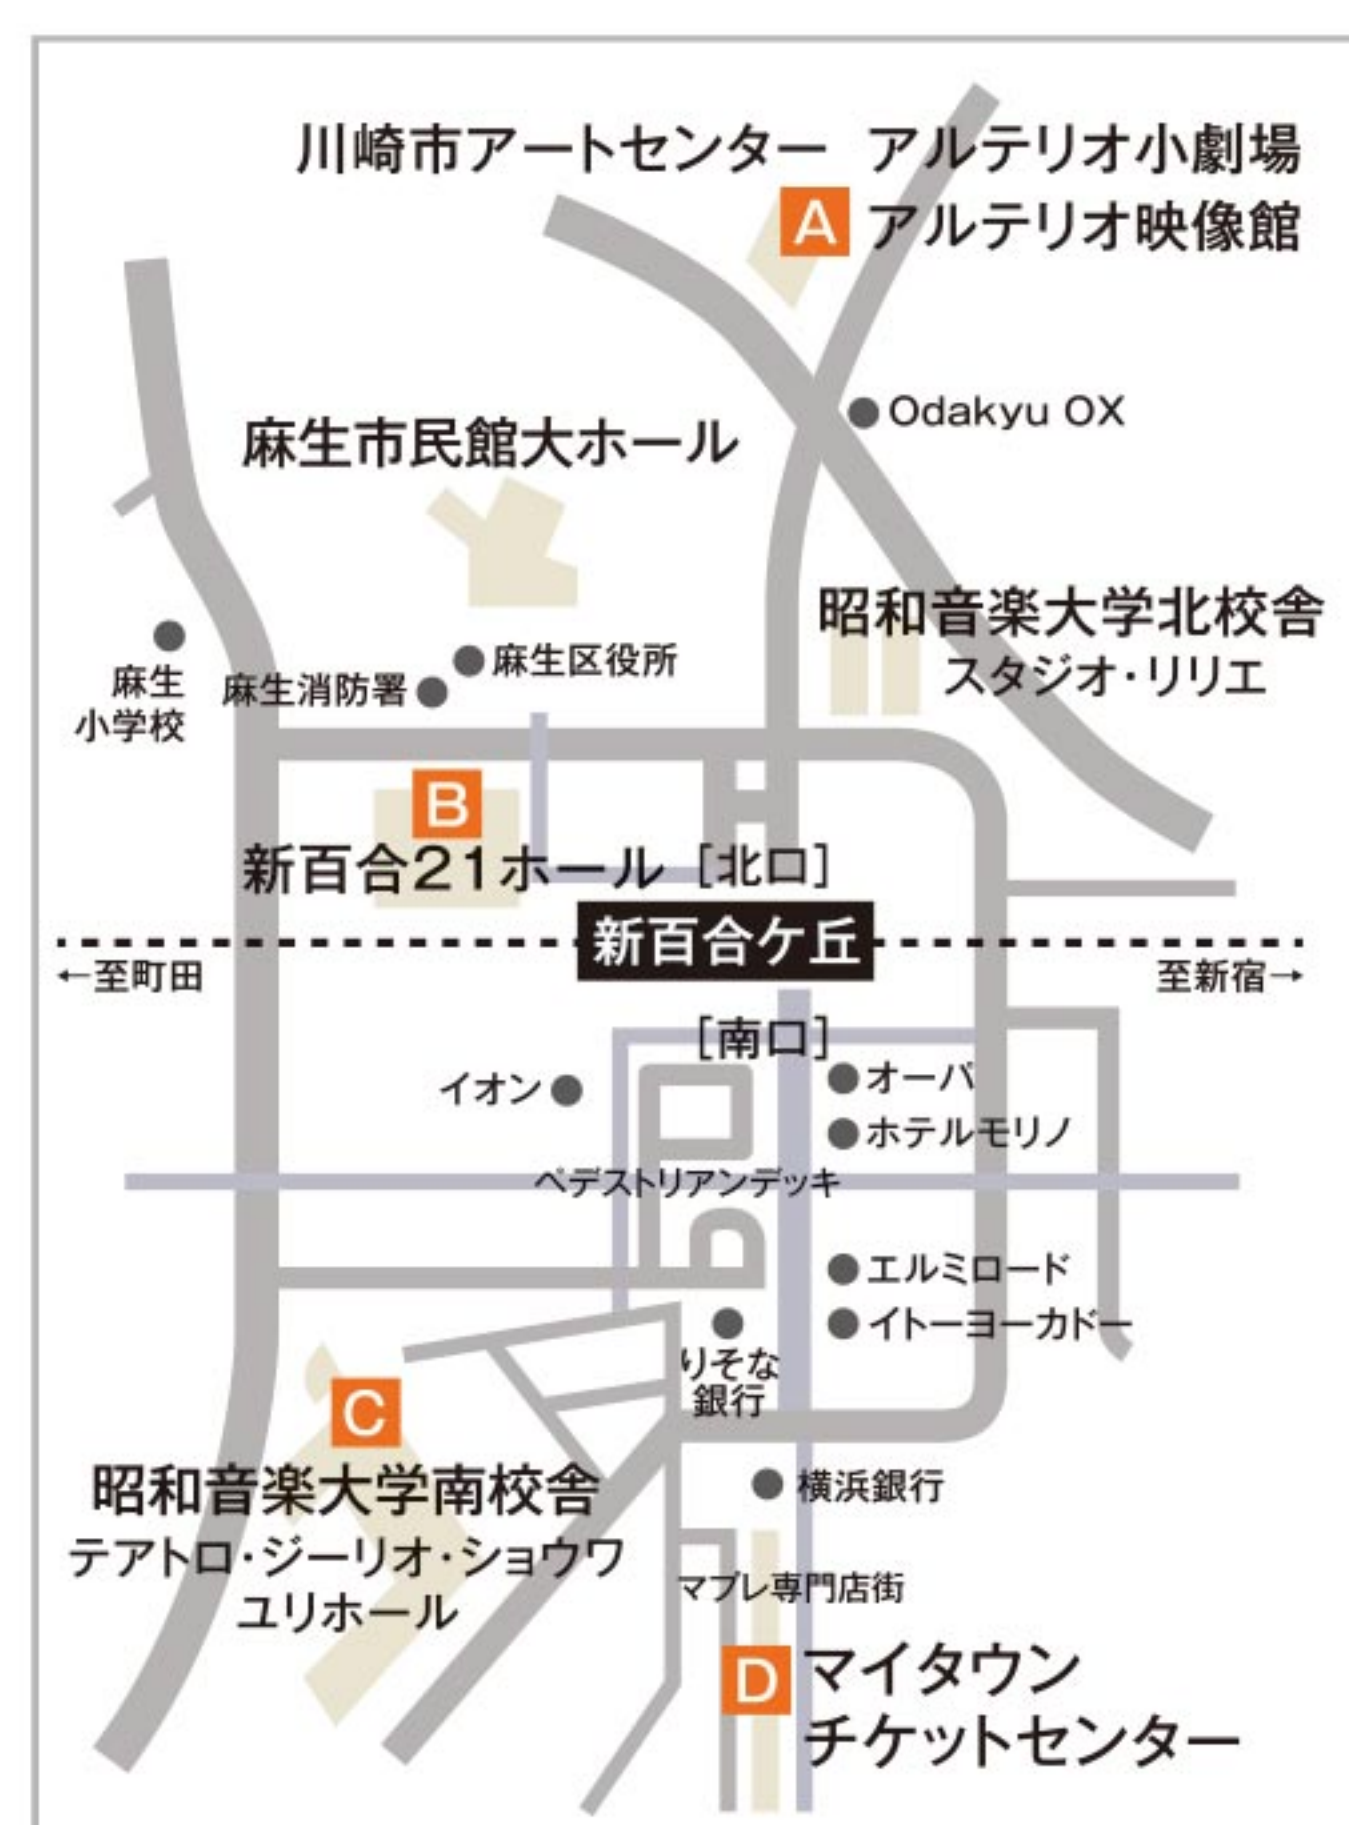 川崎市アートセンター アルテリオ小劇場
A アルテリオ映像館
Odakyu OX
麻生市民館大ホール
昭和音楽大学北校舎
スタジオ・リリエ
麻生区役所
麻生消防署
麻生
小学校
B
新百合21ホール
[北口]
新百合ケ丘
←至町田
至新宿→
[南口]
イオン
オーパ
ホテルモリノ
ペデストリアンデッキ
エルミロード
イトーヨーカドー
りそな
銀行
C
昭和音楽大学南校舎
テアトロ・ジーリオ・ショウワ
ユリホール
横浜銀行
マプレ専門店街
D マイタウン
チケットセンター